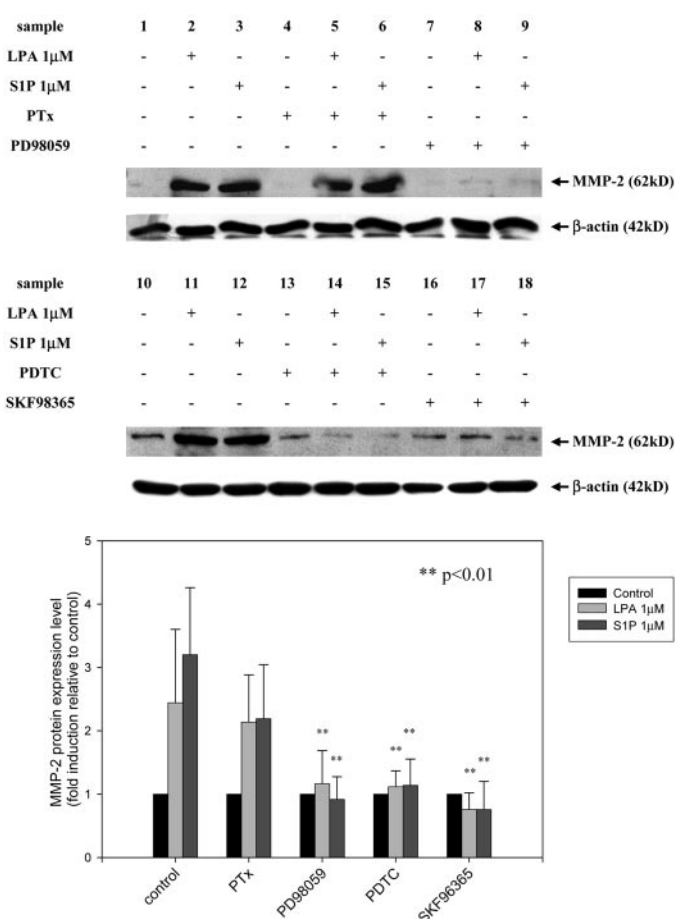 sample 1 2 3 4 5 6 7 8 9
LPA 1μM - + - - + - - + -
S1P 1μM - - + - - + - - +
PTx - - - + + + - - -
PD98059 - - - - - - + + +
← MMP-2 (62kD)
← β-actin (42kD)
sample 10 11 12 13 14 15 16 17 18
LPA 1μM - + - - + - - + -
S1P 1μM - - + - - + - - +
PDTC - - - + + + - - -
SKF98365 - - - - - - + + +
← MMP-2 (62kD)
← β-actin (42kD)
MMP-2 protein expression level
(fold induction relative to control)
5
4
3
2
1
0
** p<0.01
Control
LPA 1μM
S1P 1μM
** ** ** ** ** **
control PTx PD98059 PDTC SKF96365